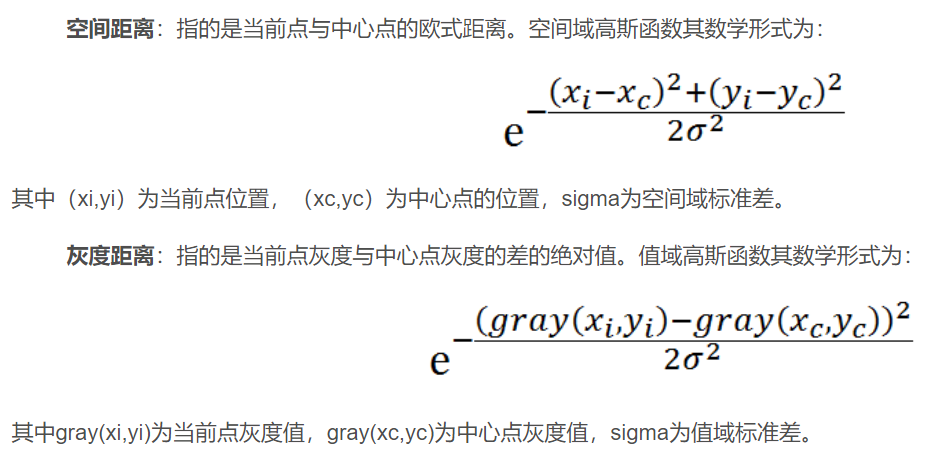 空间距离：指的是当前点与中心点的欧式距离。空间域高斯函数其数学形式为：
e^{-\frac{(x_i-x_c)^2+(y_i-y_c)^2}{2σ^2}}
其中（xi,yi）为当前点位置，（xc,yc）为中心点的位置，sigma为空间域标准差。
灰度距离：指的是当前点灰度与中心点灰度的差的绝对值。值域高斯函数其数学形式为：
e^{-\frac{(gray(x_i,y_i)-gray(x_c,y_c))^2}{2σ^2}}
其中gray(xi,yi)为当前点灰度值，gray(xc,yc)为中心点灰度值，sigma为值域标准差。